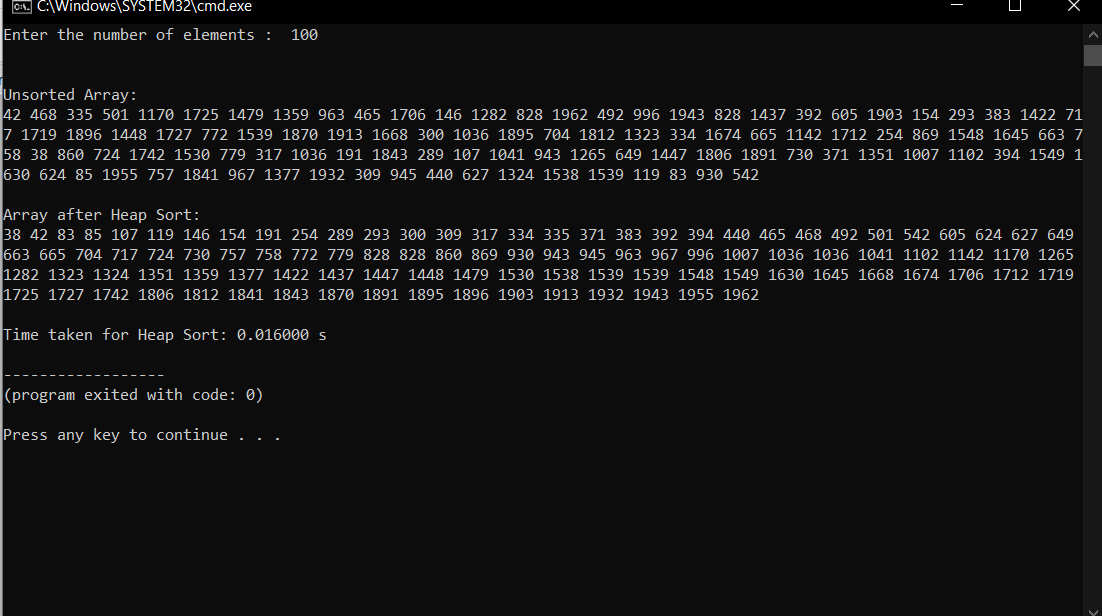 C:\Windows\SYSTEM32\cmd.exe
Enter the number of elements :  100
Unsorted Array:
42 468 335 501 1170 1725 1479 1359 963 465 1706 146 1282 828 1962 492 996 1943 828 1437 392 605 1903 154 293 383 1422 71
7 1719 1896 1448 1727 772 1539 1870 1913 1668 300 1036 1895 704 1812 1323 334 1674 665 1142 1712 254 869 1548 1645 663 7
58 38 860 724 1742 1530 779 317 1036 191 1843 289 107 1041 943 1265 649 1447 1806 1891 730 371 1351 1007 1102 394 1549 1
630 624 85 1955 757 1841 967 1377 1932 309 945 440 627 1324 1538 1539 119 83 930 542
Array after Heap Sort:
38 42 83 85 107 119 146 154 191 254 289 293 300 309 317 334 335 371 383 392 394 440 465 468 492 501 542 605 624 627 649
663 665 704 717 724 730 757 758 772 779 828 828 860 869 930 943 945 963 967 996 1007 1036 1036 1041 1102 1142 1170 1265
1282 1323 1324 1351 1359 1377 1422 1437 1447 1448 1479 1530 1538 1539 1539 1548 1549 1630 1645 1668 1674 1706 1712 1719
1725 1727 1742 1806 1812 1841 1843 1870 1891 1895 1896 1903 1913 1932 1943 1955 1962
Time taken for Heap Sort: 0.016000 s
------------------
(program exited with code: 0)
Press any key to continue . . .